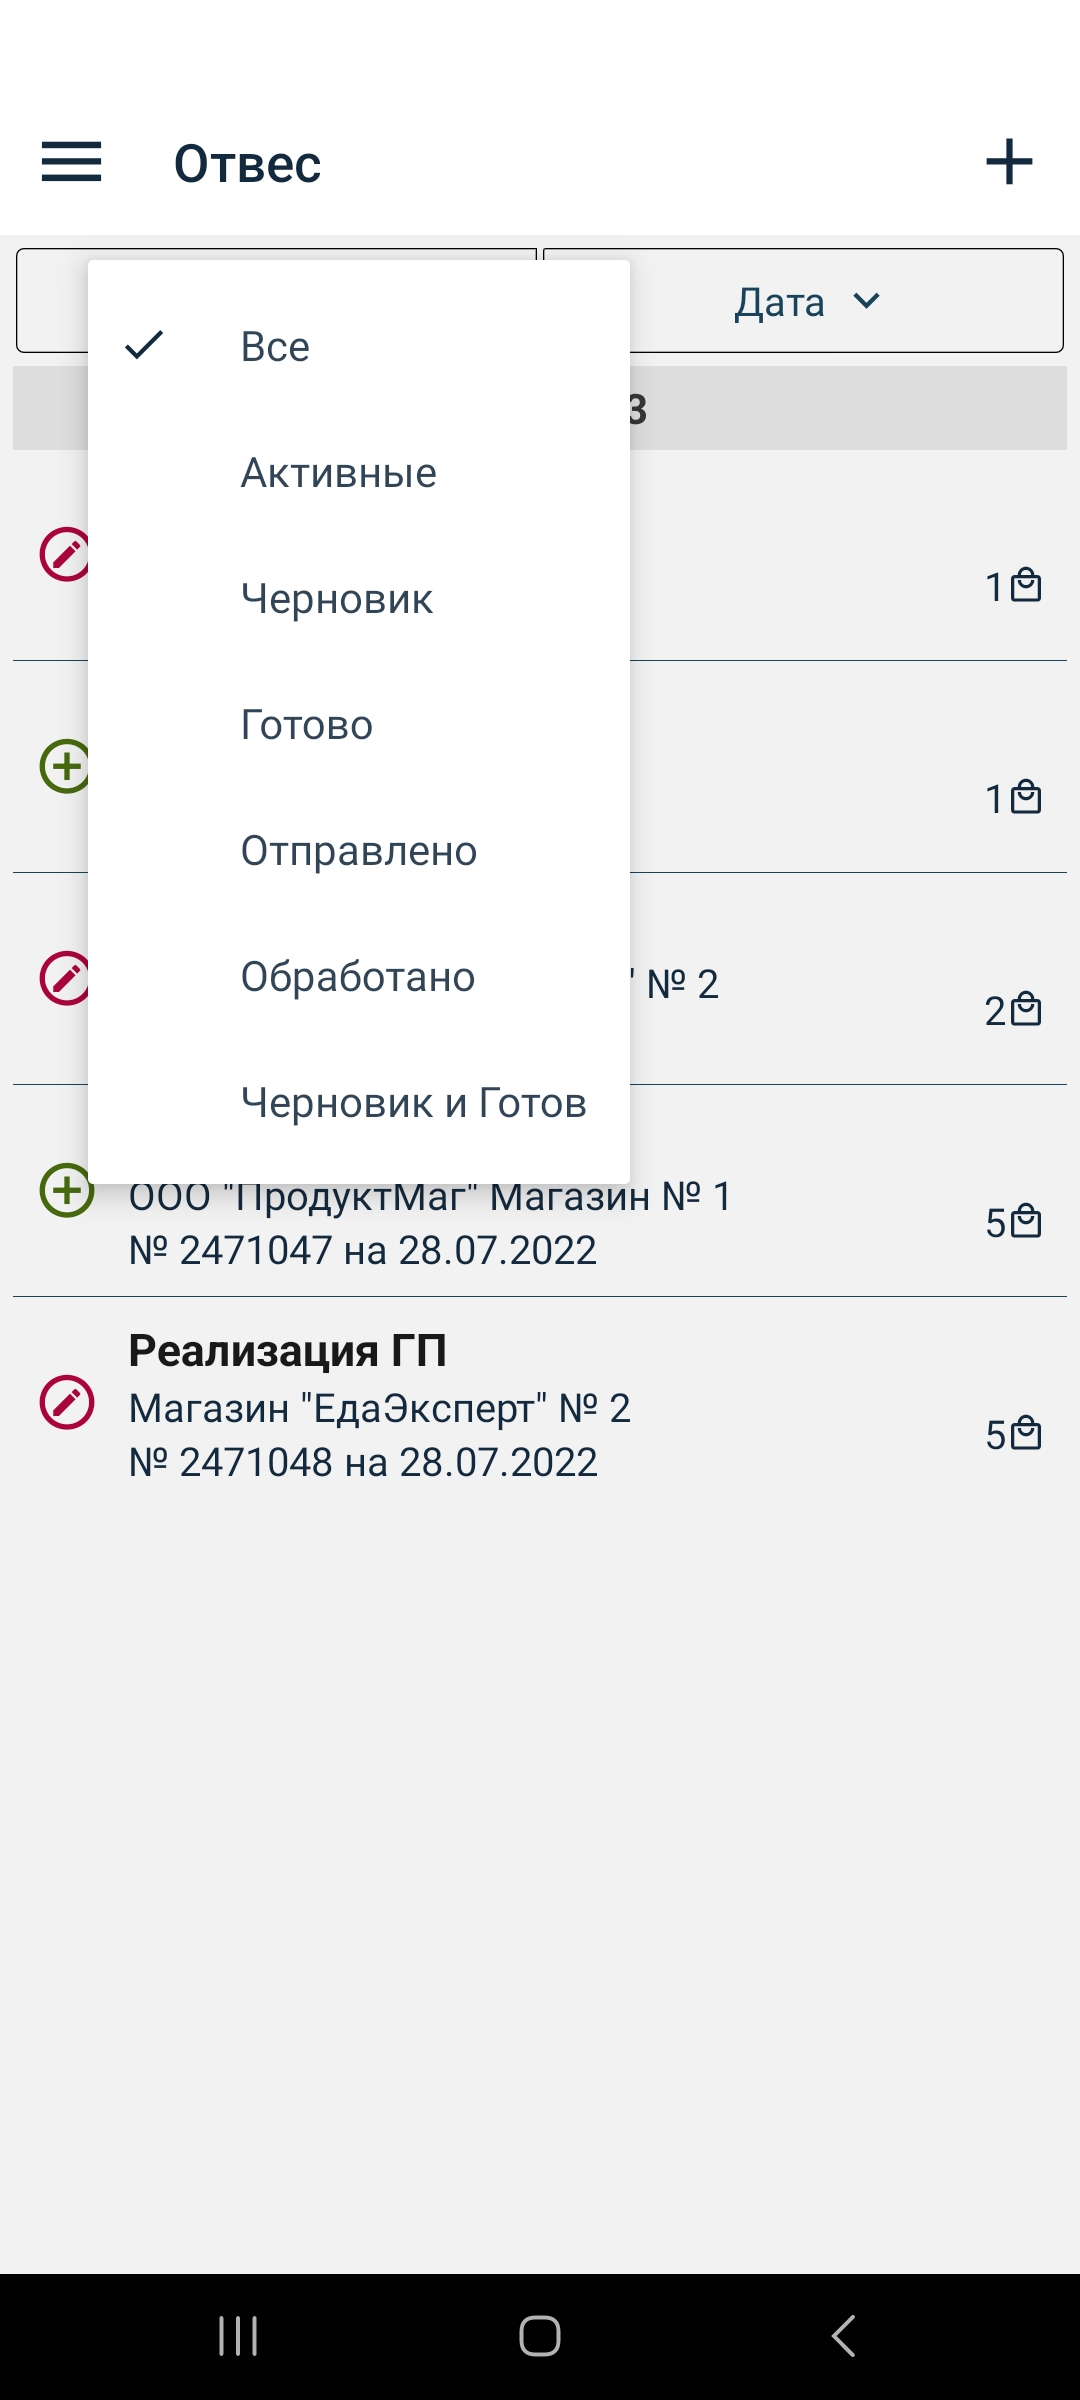 Отвес
Дата
Все
3
Активные
1
Черновик
Готово
1
Отправлено
Обработано
" № 2
2
Черновик и Готов
ООО "ПродуктМаг" Магазин № 1
№ 2471047 на 28.07.2022
5
Реализация ГП
Магазин "ЕдаЭксперт" № 2
№ 2471048 на 28.07.2022
5